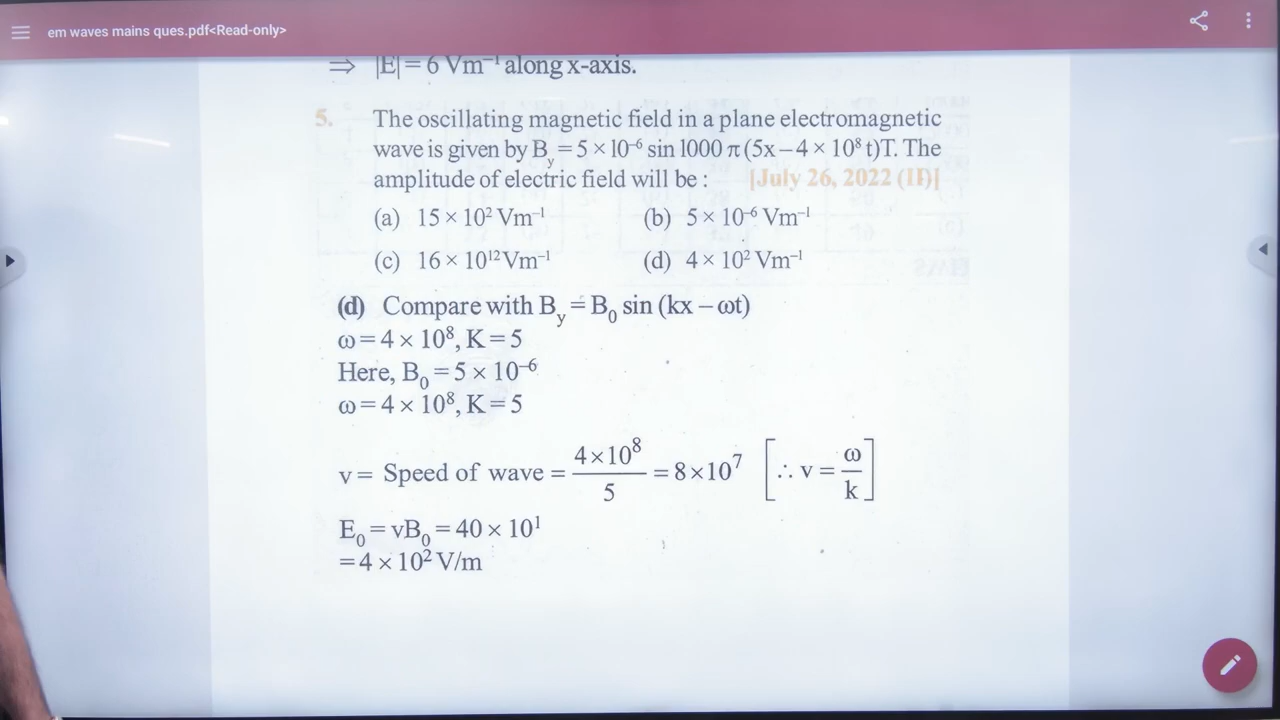 em waves mains ques.pdf<Read-only>
⇒ |E| = 6 Vm⁻¹ along x-axis.
5. The oscillating magnetic field in a plane electromagnetic
wave is given by B_y = 5 × 10⁻⁶ sin 1000 π (5x – 4 × 10⁸ t)T. The
amplitude of electric field will be : [July 26, 2022 (II)]
(a) 15 × 10² Vm⁻¹ (b) 5 × 10⁻⁶ Vm⁻¹
(c) 16 × 10¹² Vm⁻¹ (d) 4 × 10² Vm⁻¹
(d) Compare with B_y = B₀ sin (kx – ωt)
ω = 4 × 10⁸, K = 5
Here, B₀ = 5 × 10⁻⁶
ω = 4 × 10⁸, K = 5
v = Speed of wave = 4×10⁸/5 = 8×10⁷ [∴ v = ω/k]
E₀ = vB₀ = 40 × 10¹
= 4 × 10² V/m